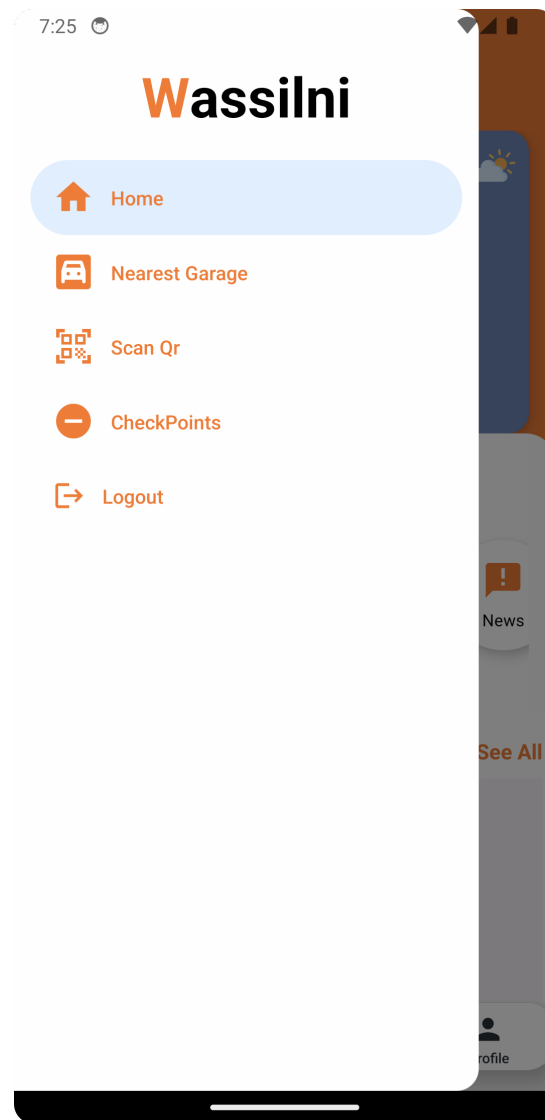 7:25
Wassilni
Home
Nearest Garage
Scan Qr
CheckPoints
Logout
News
See All
rofile